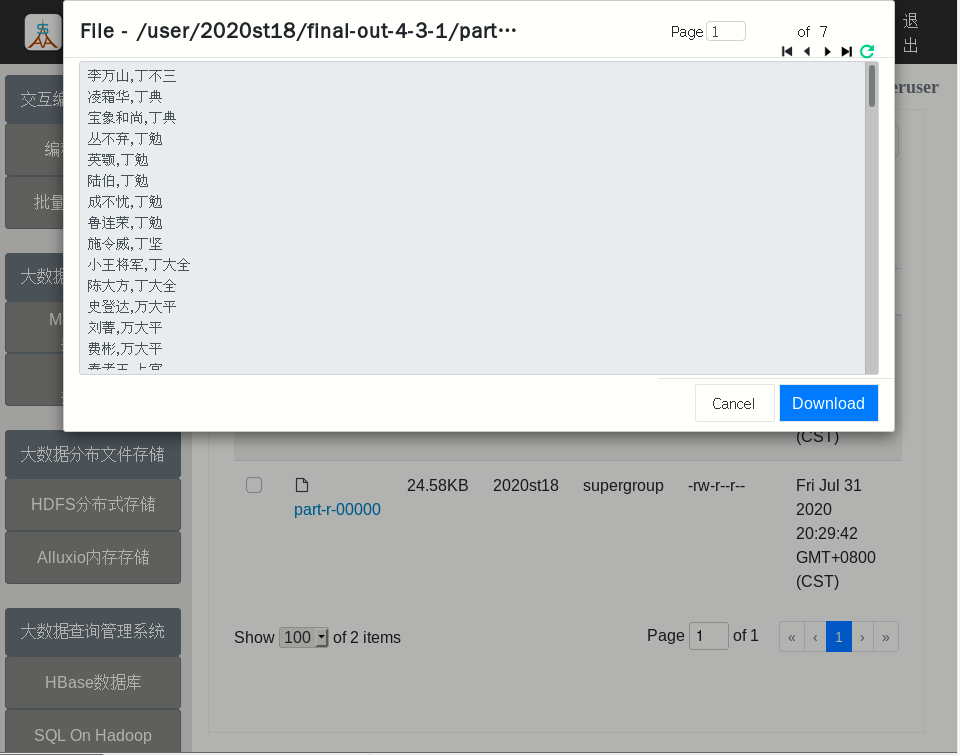 File - /user/2020st18/final-out-4-3-1/part…
Page 1 of 7
退出
李万山,丁不三
凌霜华,丁典
宝象和尚,丁典
丛不弃,丁勉
英颚,丁勉
陆伯,丁勉
成不忧,丁勉
鲁连荣,丁勉
施令威,丁坚
小王将军,丁大全
陈大方,丁大全
史登达,万大平
刘菁,万大平
费彬,万大平
Cancel
Download
eruser
交互编
批量
大数据
大数据分布文件存储
HDFS分布式存储
Alluxio内存存储
大数据查询管理系统
HBase数据库
SQL On Hadoop
(CST)
part-r-00000
24.58KB
2020st18
supergroup
-rw-r--r--
Fri Jul 31
2020
20:29:42
GMT+0800
(CST)
Show 100 of 2 items
Page 1 of 1
« ‹ 1 › »